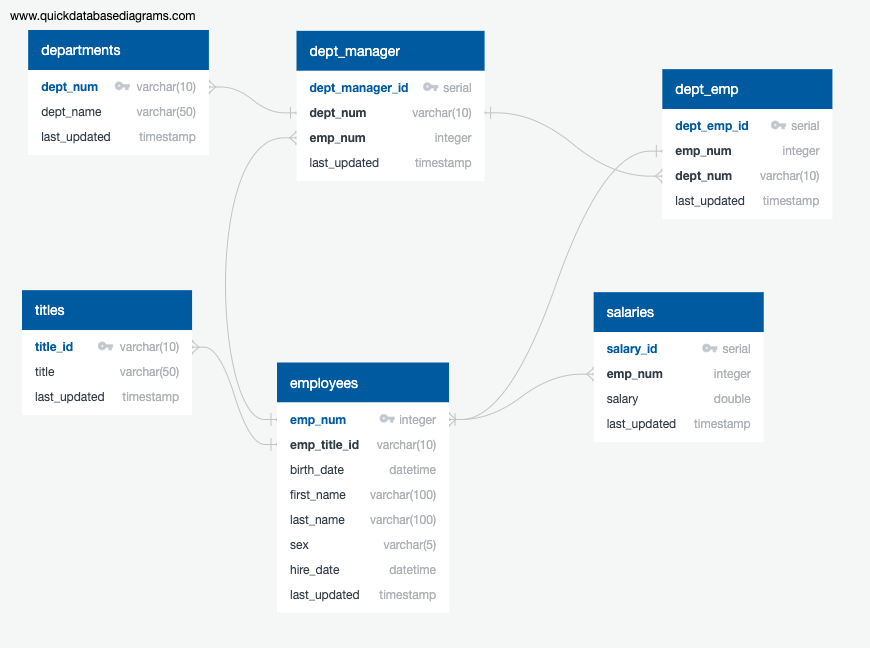 www.quickdatabasediagrams.com
departments
dept_num varchar(10)
dept_name varchar(50)
last_updated timestamp
dept_manager
dept_manager_id serial
dept_num varchar(10)
emp_num integer
last_updated timestamp
dept_emp
dept_emp_id serial
emp_num integer
dept_num varchar(10)
last_updated timestamp
titles
title_id varchar(10)
title varchar(50)
last_updated timestamp
employees
emp_num integer
emp_title_id varchar(10)
birth_date datetime
first_name varchar(100)
last_name varchar(100)
sex varchar(5)
hire_date datetime
last_updated timestamp
salaries
salary_id serial
emp_num integer
salary double
last_updated timestamp